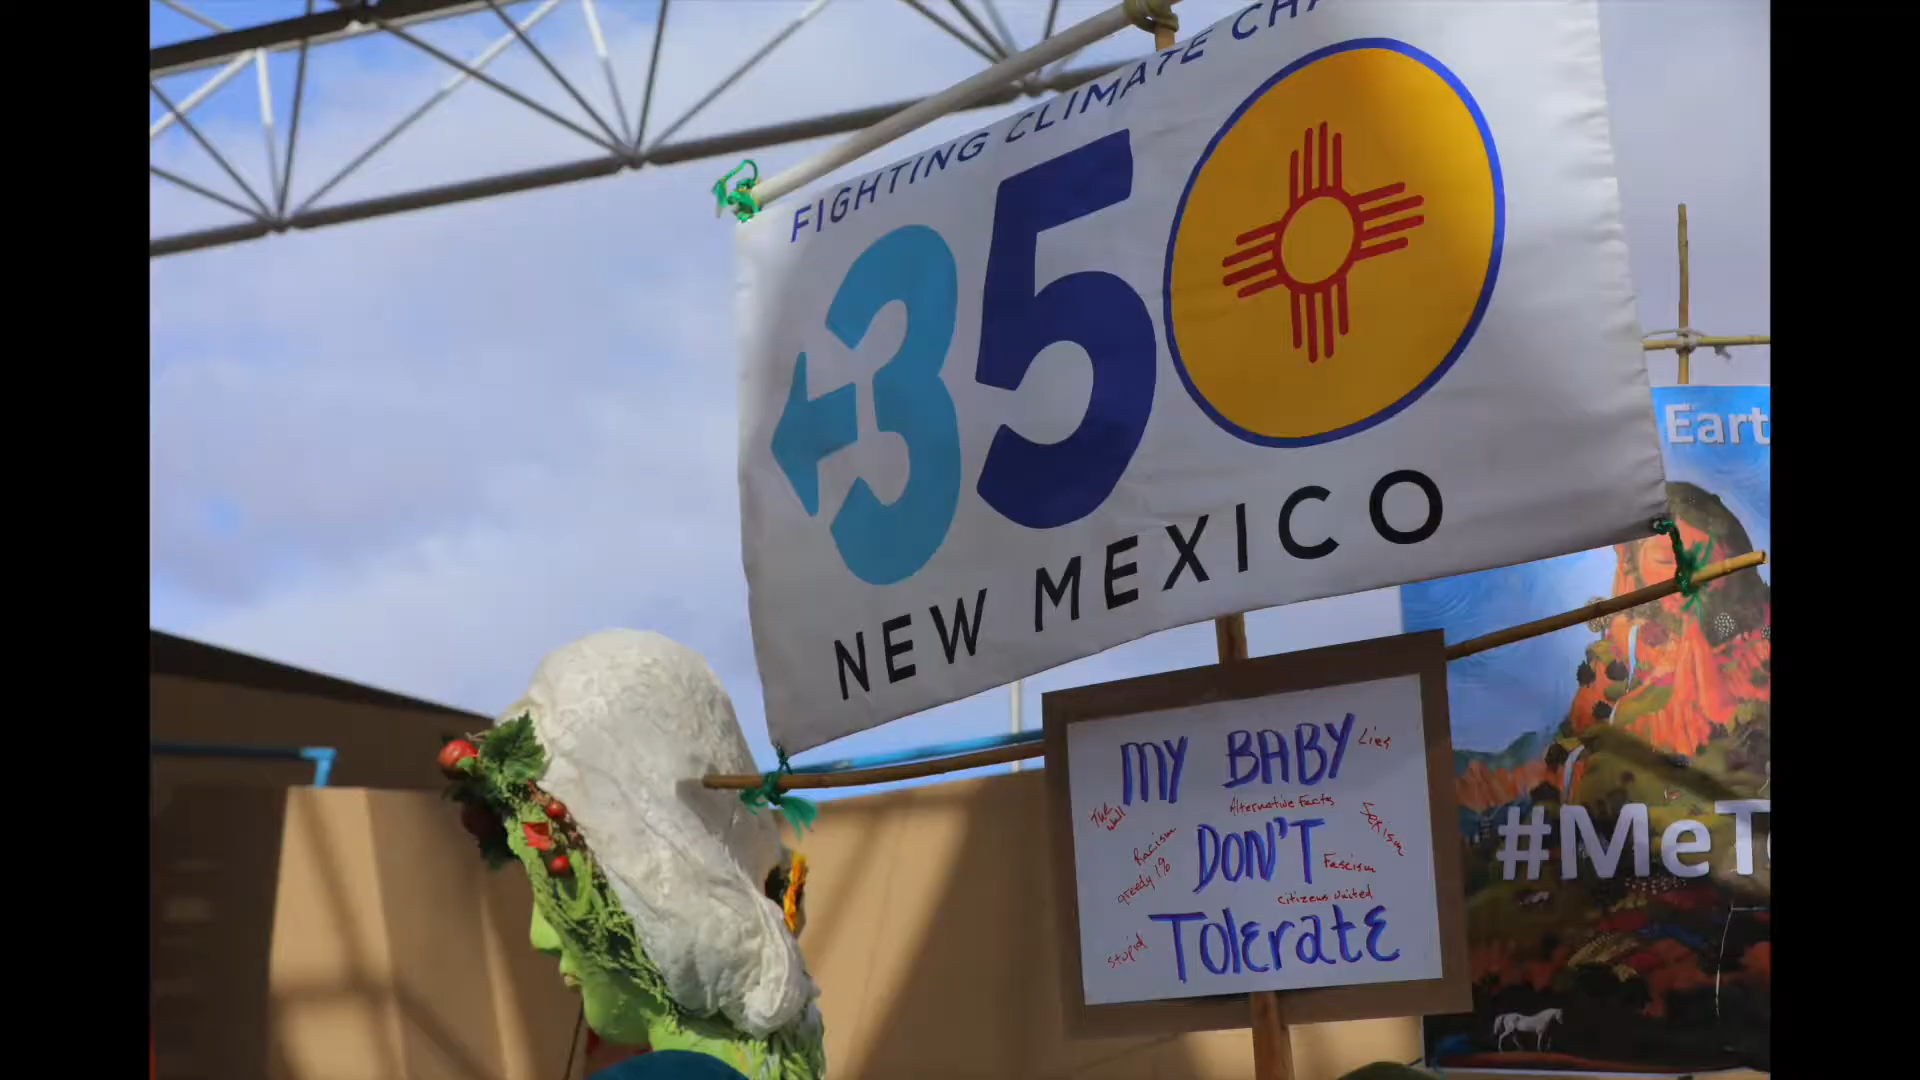 FIGHTING CLIMATE CHA
350
NEW MEXICO
Eart
#MeT
MY BABY
Lies
The Wall
Alternative Facts
Sexism
Racism
DON'T
Fascism
greedy 1%
citizens united
Tolerate
stupid